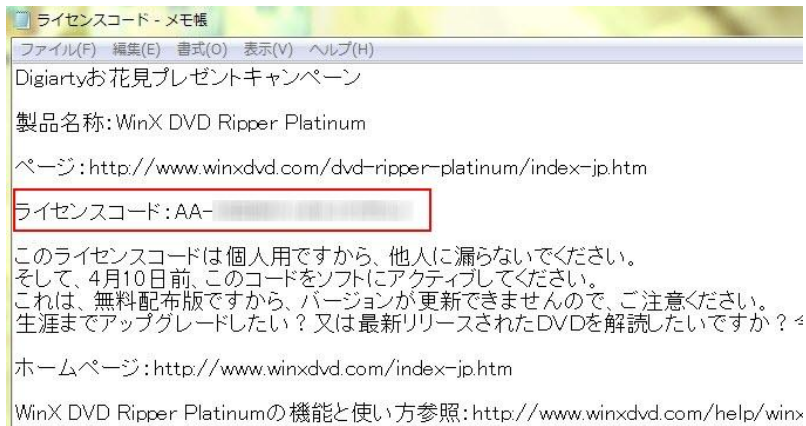 ライセンスコード - メモ帳
ファイル(F) 編集(E) 書式(O) 表示(V) ヘルプ(H)
Digiartyお花見プレゼントキャンペーン
製品名称：WinX DVD Ripper Platinum
ページ：http://www.winxdvd.com/dvd-ripper-platinum/index-jp.htm
ライセンスコード：AA-
このライセンスコードは個人用ですから、他人に漏らないでください。
そして、4月10日前、このコードをソフトにアクティブしてください。
これは、無料配布版ですから、バージョンが更新できませんので、ご注意ください。
生涯までアップグレードしたい？又は最新リリースされたDVDを解読したいですか？
ホームページ：http://www.winxdvd.com/index-jp.htm
WinX DVD Ripper Platinumの機能と使い方参照：http://www.winxdvd.com/help/winx